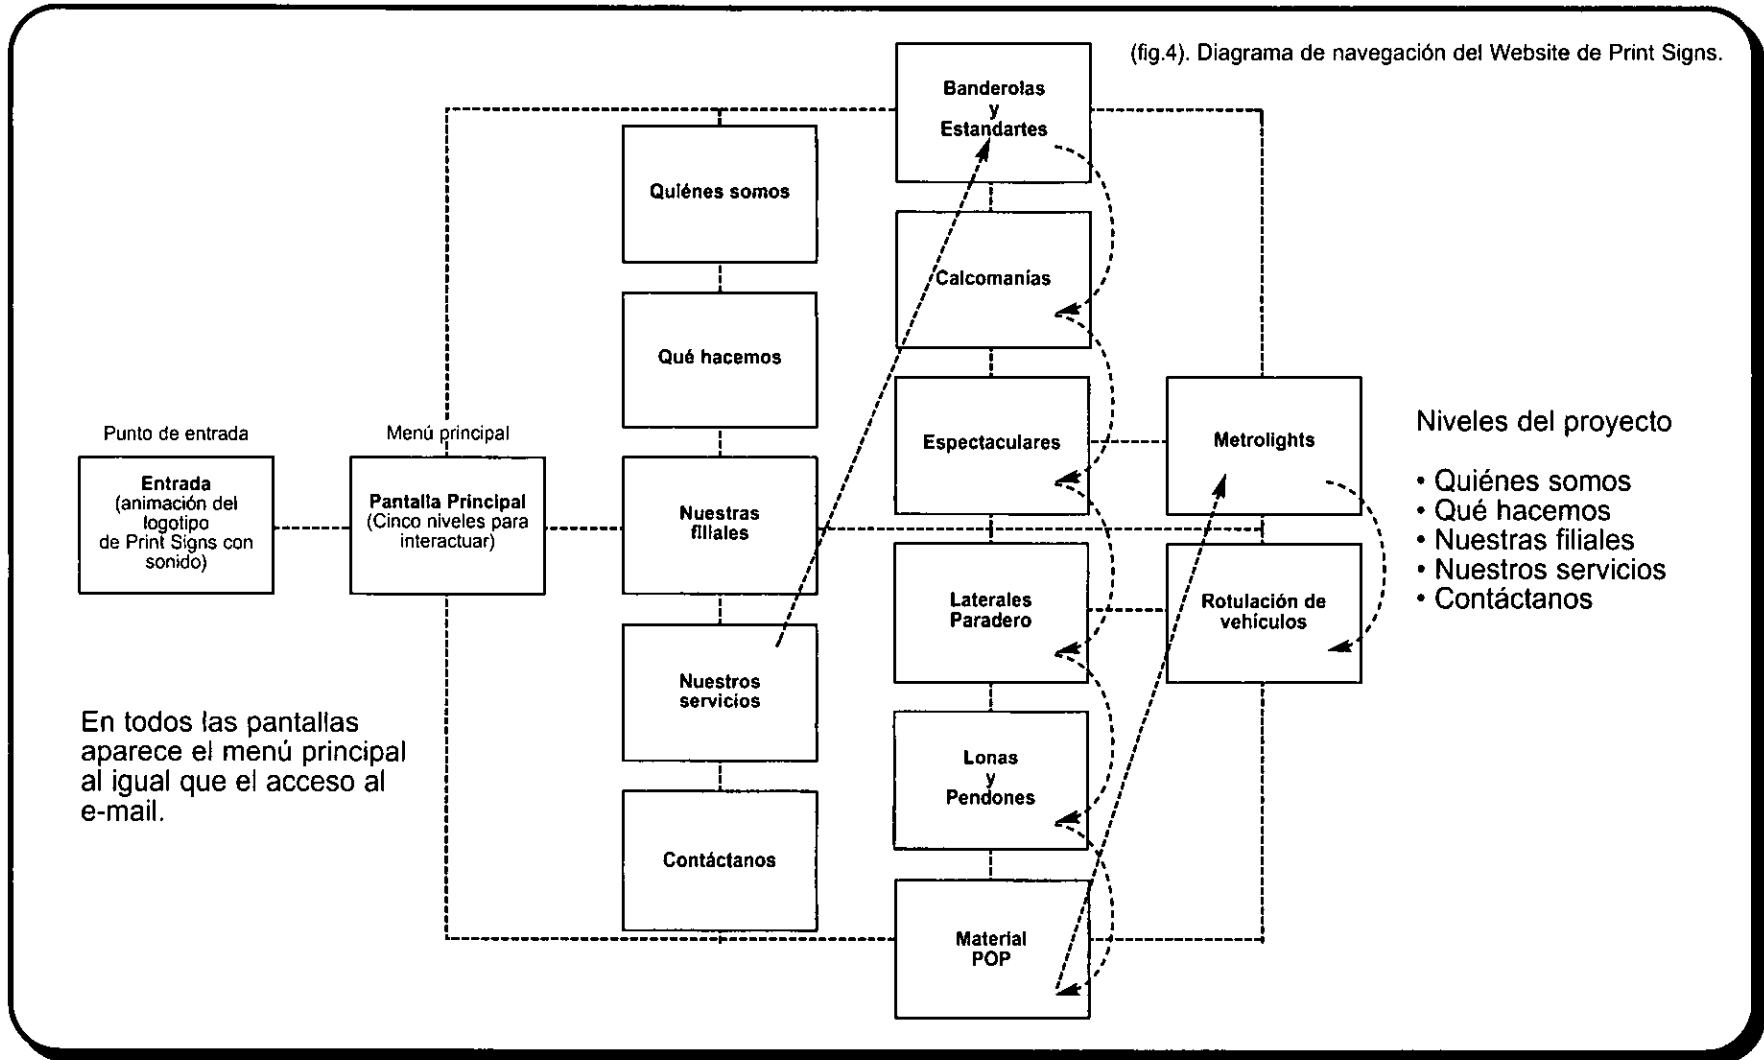 (fig.4). Diagrama de navegación del Website de Print Signs.
Punto de entrada
Entrada
(animación del
logotipo
de Print Signs con
sonido)
Menú principal
Pantalla Principal
(Cinco niveles para
interactuar)
Quiénes somos
Qué hacemos
Nuestras
filiales
Nuestros
servicios
Contáctanos
Banderolas
y
Estandartes
Calcomanías
Espectaculares
Laterales
Paradero
Lonas
y
Pendones
Material
POP
Metrolights
Rotulación de
vehículos
Niveles del proyecto
• Quiénes somos
• Qué hacemos
• Nuestras filiales
• Nuestros servicios
• Contáctanos
En todos las pantallas
aparece el menú principal
al igual que el acceso al
e-mail.